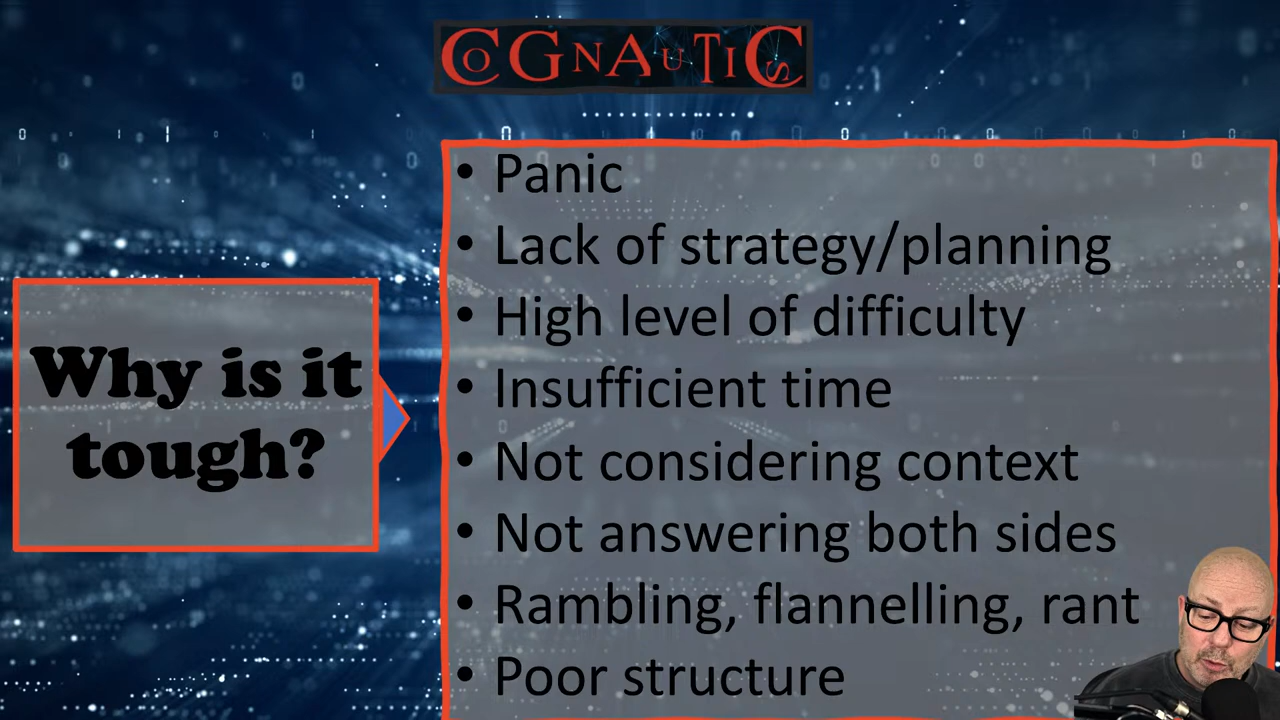 COGNAUTICS
Why is it
tough?
• Panic
• Lack of strategy/planning
• High level of difficulty
• Insufficient time
• Not considering context
• Not answering both sides
• Rambling, flannelling, rant
• Poor structure